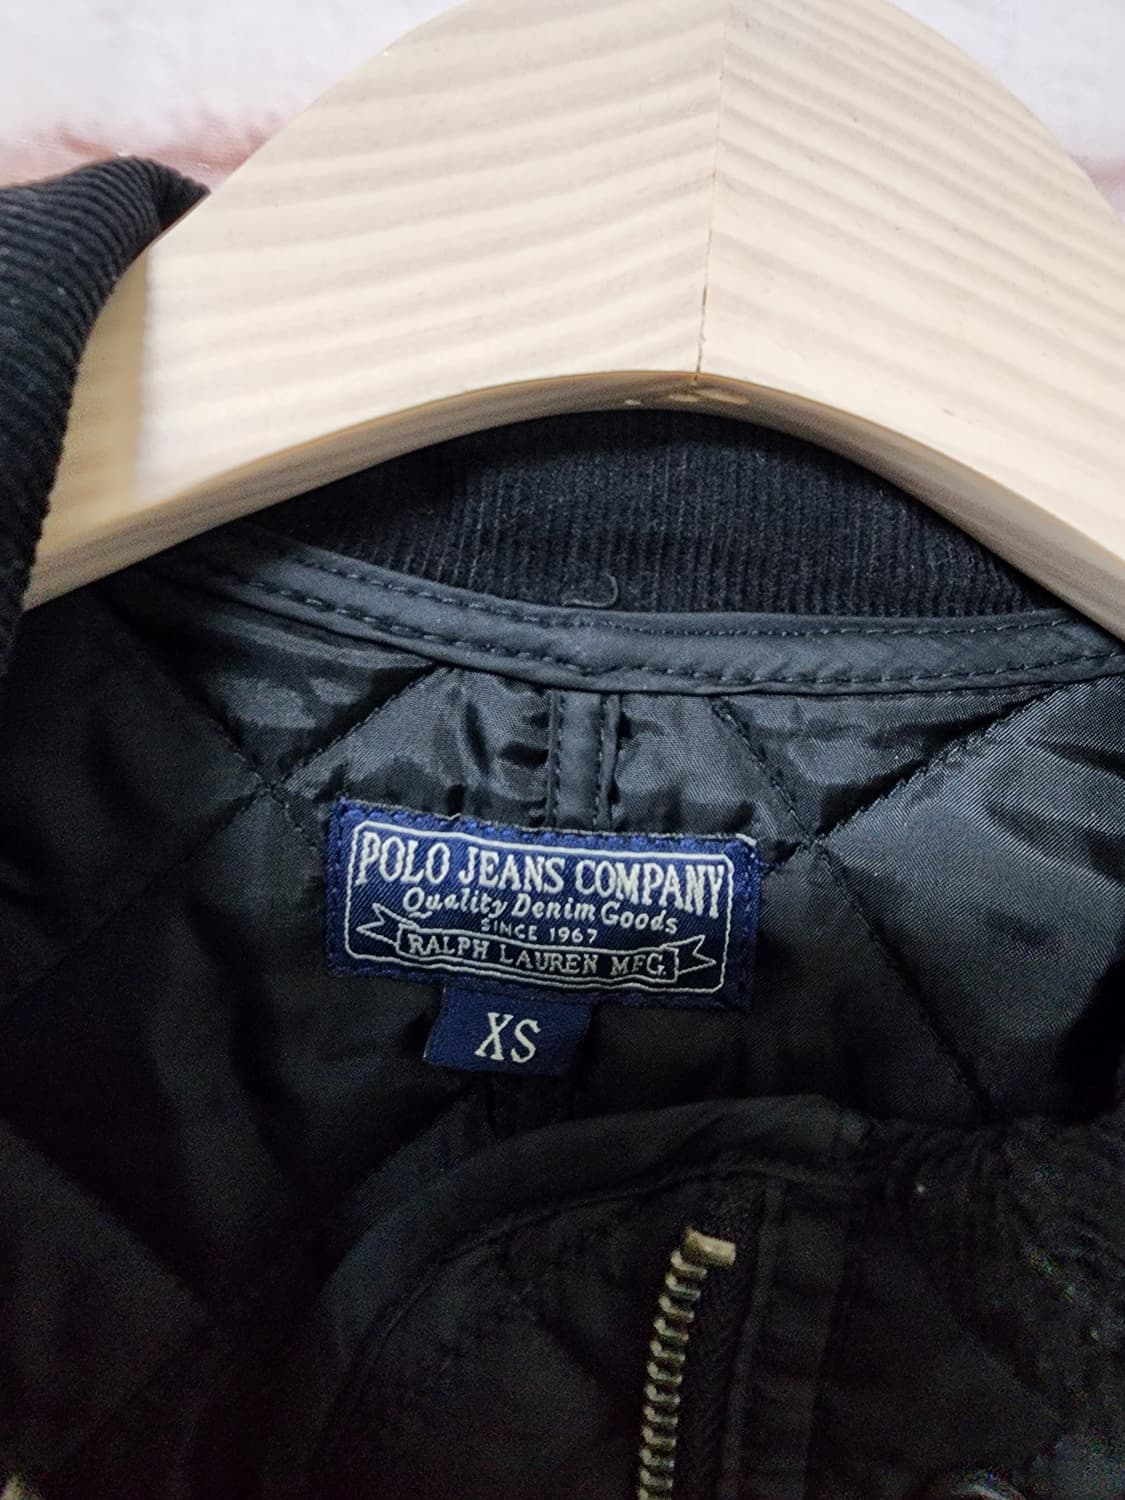 POLO JEANS COMPANY
Quality Denim Goods
SINCE 1967
RALPH LAUREN MFG.
XS